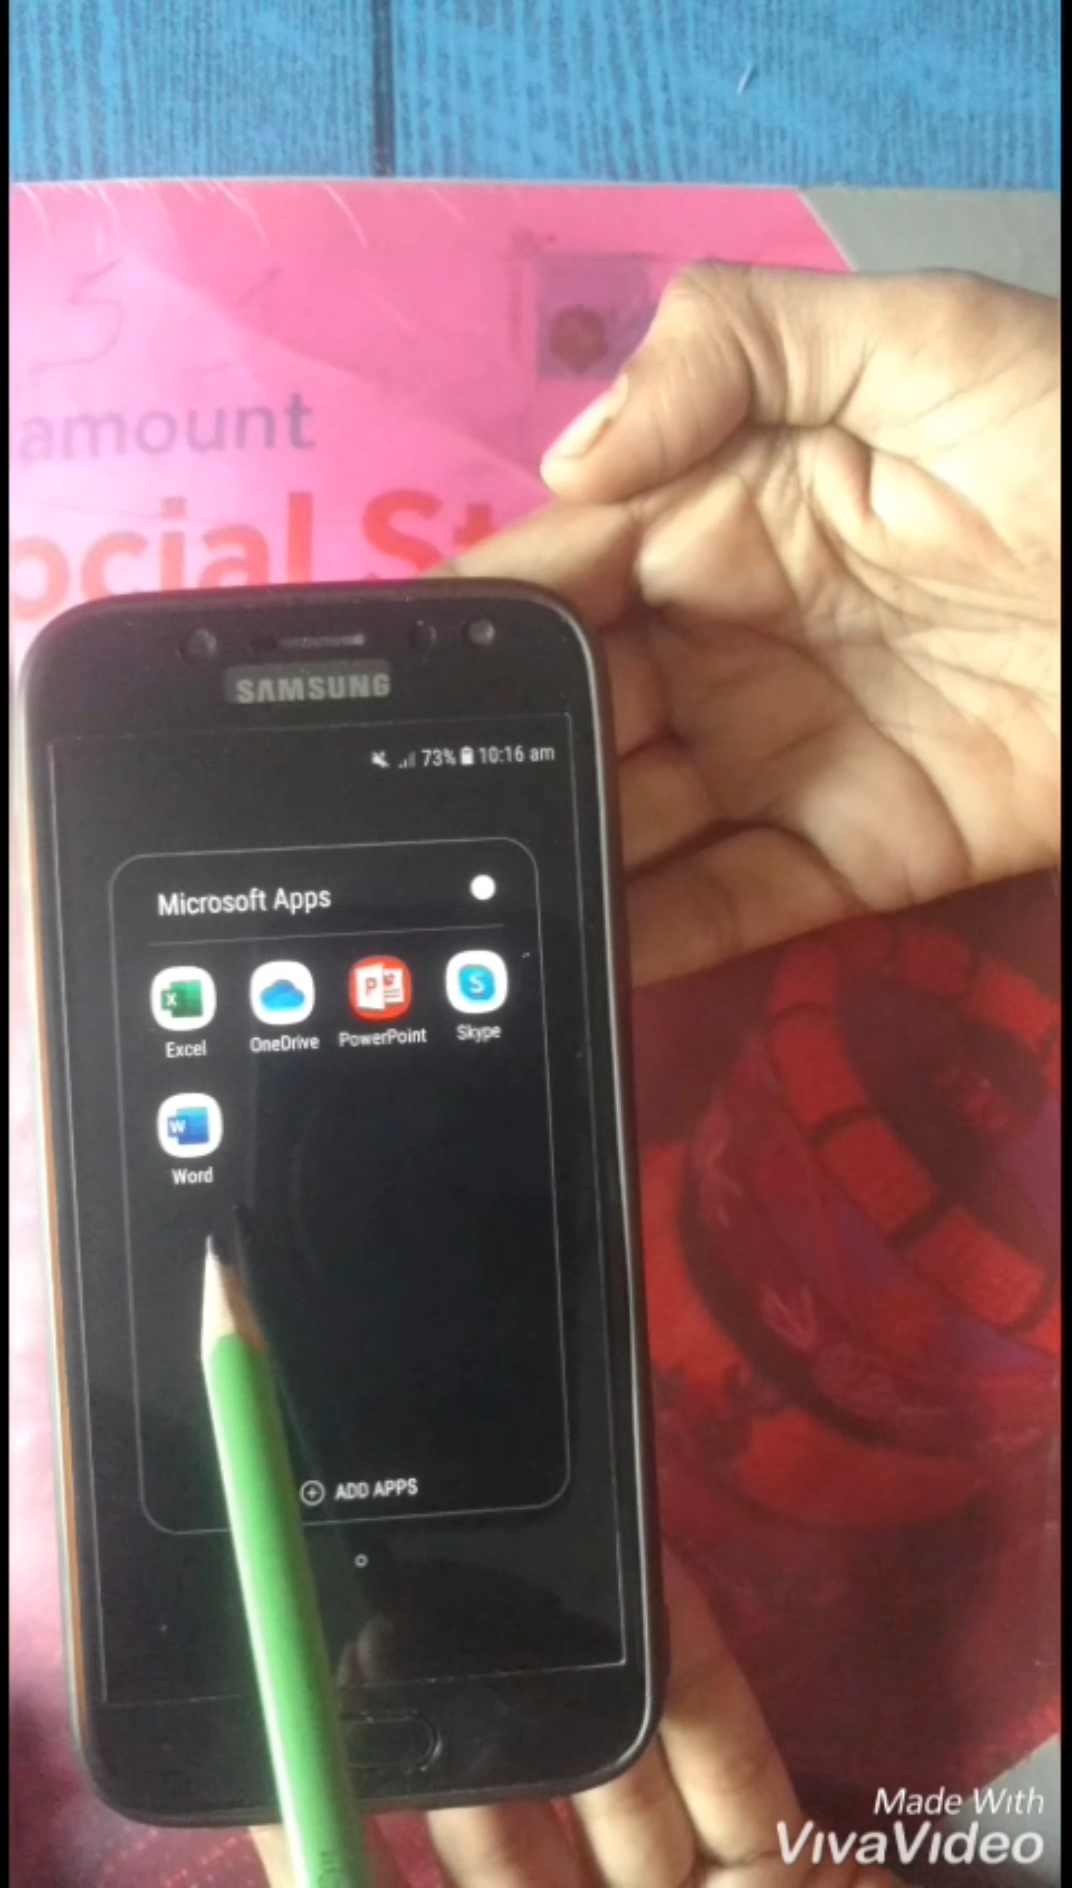 amount
ocial St
SAMSUNG
73% 10:16 am
Microsoft Apps
Excel
OneDrive
PowerPoint
Skype
Word
ADD APPS
Made With
VivaVideo